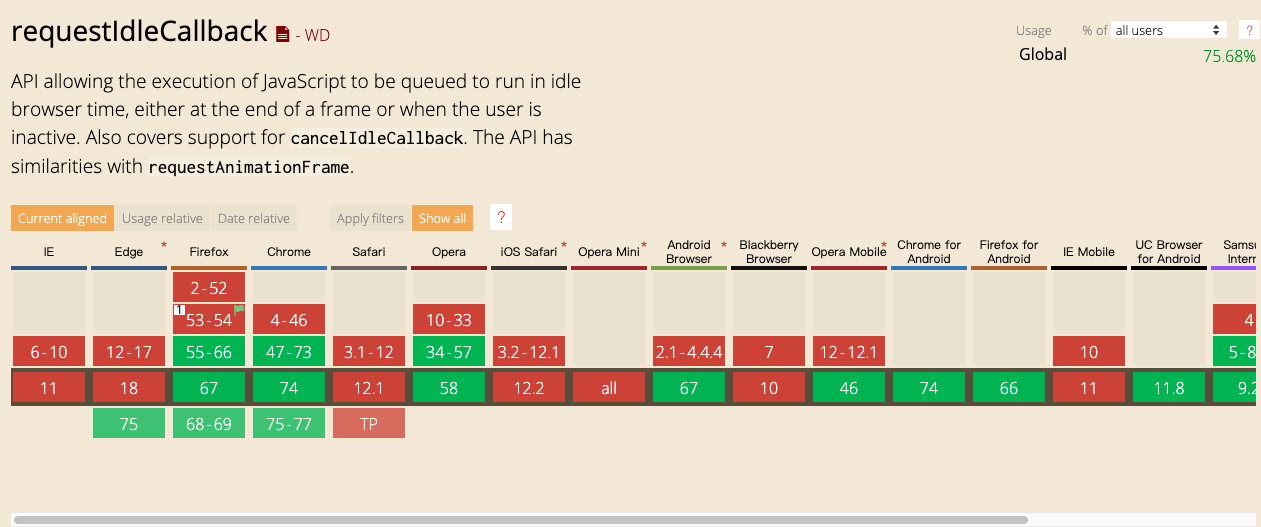 requestIdleCallback - WD
Usage % of all users ?
Global 75.68%
API allowing the execution of JavaScript to be queued to run in idle
browser time, either at the end of a frame or when the user is
inactive. Also covers support for cancelIdleCallback. The API has
similarities with requestAnimationFrame.
Current aligned Usage relative Date relative Apply filters Show all ?
IE Edge * Firefox Chrome Safari Opera iOS Safari * Opera Mini * Android Browser * Blackberry Browser Opera Mobile * Chrome for Android Firefox for Android IE Mobile UC Browser for Android
2-52
1 53-54 4-46 10-33 4
6-10 12-17 55-66 47-73 3.1-12 34-57 3.2-12.1 2.1-4.4.4 7 12-12.1 10 5-8
11 18 67 74 12.1 58 12.2 all 67 10 46 74 66 11 11.8 9.2
75 68-69 75-77 TP